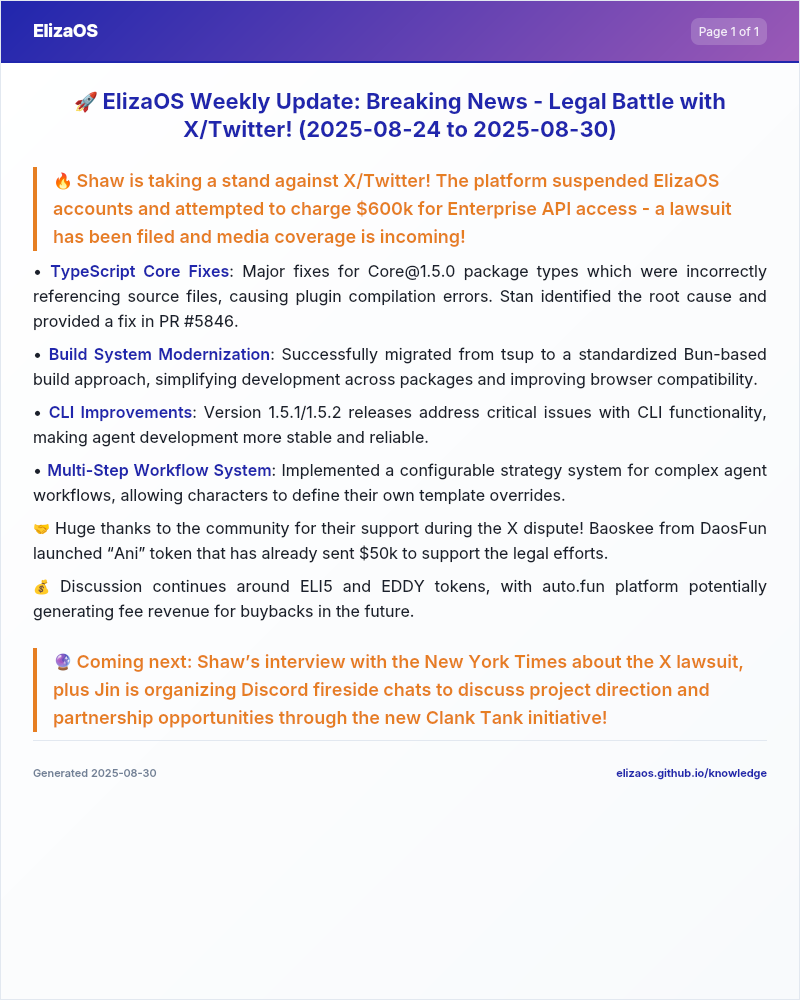 ElizaOS
Page 1 of 1
🚀 ElizaOS Weekly Update: Breaking News - Legal Battle with
X/Twitter! (2025-08-24 to 2025-08-30)
🔥 Shaw is taking a stand against X/Twitter! The platform suspended ElizaOS
accounts and attempted to charge $600k for Enterprise API access - a lawsuit
has been filed and media coverage is incoming!
• TypeScript Core Fixes: Major fixes for Core@1.5.0 package types which were incorrectly
referencing source files, causing plugin compilation errors. Stan identified the root cause and
provided a fix in PR #5846.
• Build System Modernization: Successfully migrated from tsup to a standardized Bun-based
build approach, simplifying development across packages and improving browser compatibility.
• CLI Improvements: Version 1.5.1/1.5.2 releases address critical issues with CLI functionality,
making agent development more stable and reliable.
• Multi-Step Workflow System: Implemented a configurable strategy system for complex agent
workflows, allowing characters to define their own template overrides.
🤝 Huge thanks to the community for their support during the X dispute! Baoskee from DaosFun
launched “Ani” token that has already sent $50k to support the legal efforts.
💰 Discussion continues around ELI5 and EDDY tokens, with auto.fun platform potentially
generating fee revenue for buybacks in the future.
🔮 Coming next: Shaw’s interview with the New York Times about the X lawsuit,
plus Jin is organizing Discord fireside chats to discuss project direction and
partnership opportunities through the new Clank Tank initiative!
Generated 2025-08-30
elizaos.github.io/knowledge